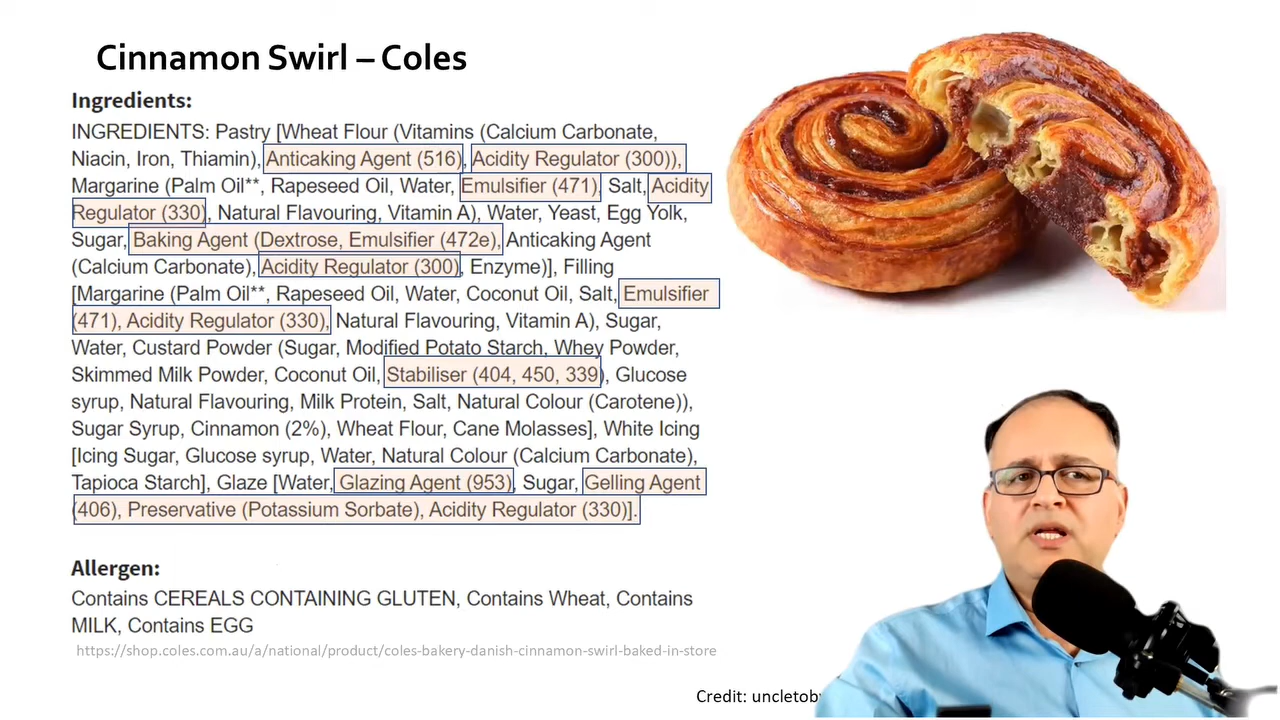 Cinnamon Swirl – Coles
Ingredients:
INGREDIENTS: Pastry [Wheat Flour (Vitamins (Calcium Carbonate,
Niacin, Iron, Thiamin), Anticaking Agent (516), Acidity Regulator (300)),
Margarine (Palm Oil**, Rapeseed Oil, Water, Emulsifier (471), Salt, Acidity
Regulator (330), Natural Flavouring, Vitamin A), Water, Yeast, Egg Yolk,
Sugar, Baking Agent (Dextrose, Emulsifier (472e), Anticaking Agent
(Calcium Carbonate), Acidity Regulator (300), Enzyme)], Filling
[Margarine (Palm Oil**, Rapeseed Oil, Water, Coconut Oil, Salt, Emulsifier
(471), Acidity Regulator (330), Natural Flavouring, Vitamin A), Sugar,
Water, Custard Powder (Sugar, Modified Potato Starch, Whey Powder,
Skimmed Milk Powder, Coconut Oil, Stabiliser (404, 450, 339), Glucose
syrup, Natural Flavouring, Milk Protein, Salt, Natural Colour (Carotene)),
Sugar Syrup, Cinnamon (2%), Wheat Flour, Cane Molasses], White Icing
[Icing Sugar, Glucose syrup, Water, Natural Colour (Calcium Carbonate),
Tapioca Starch], Glaze [Water, Glazing Agent (953), Sugar, Gelling Agent
(406), Preservative (Potassium Sorbate), Acidity Regulator (330)].
Allergen:
Contains CEREALS CONTAINING GLUTEN, Contains Wheat, Contains
MILK, Contains EGG
https://shop.coles.com.au/a/national/product/coles-bakery-danish-cinnamon-swirl-baked-in-store
Credit: